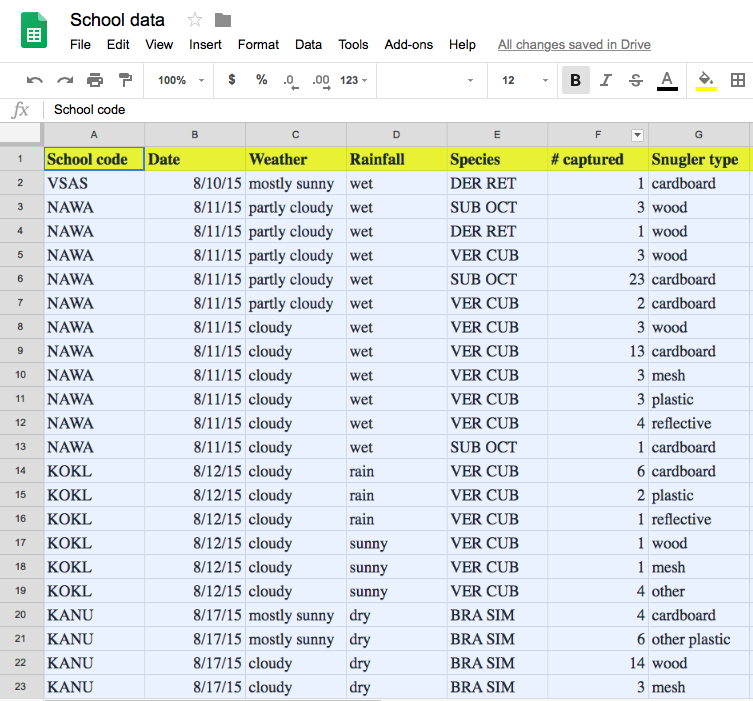 School data
File Edit View Insert Format Data Tools Add-ons Help All changes saved in Drive
100% $ % .0 .00 123 12 B I S A
fx School code
A B C D E F G
1 School code Date Weather Rainfall Species # captured Snugler type
2 VSAS 8/10/15 mostly sunny wet DER RET 1 cardboard
3 NAWA 8/11/15 partly cloudy wet SUB OCT 3 wood
4 NAWA 8/11/15 partly cloudy wet DER RET 1 wood
5 NAWA 8/11/15 partly cloudy wet VER CUB 3 wood
6 NAWA 8/11/15 partly cloudy wet SUB OCT 23 cardboard
7 NAWA 8/11/15 partly cloudy wet VER CUB 2 cardboard
8 NAWA 8/11/15 cloudy wet VER CUB 3 wood
9 NAWA 8/11/15 cloudy wet VER CUB 13 cardboard
10 NAWA 8/11/15 cloudy wet VER CUB 3 mesh
11 NAWA 8/11/15 cloudy wet VER CUB 3 plastic
12 NAWA 8/11/15 cloudy wet VER CUB 4 reflective
13 NAWA 8/11/15 cloudy wet SUB OCT 1 cardboard
14 KOKL 8/12/15 cloudy rain VER CUB 6 cardboard
15 KOKL 8/12/15 cloudy rain VER CUB 2 plastic
16 KOKL 8/12/15 cloudy rain VER CUB 1 reflective
17 KOKL 8/12/15 cloudy sunny VER CUB 1 wood
18 KOKL 8/12/15 cloudy sunny VER CUB 1 mesh
19 KOKL 8/12/15 cloudy sunny VER CUB 4 other
20 KANU 8/17/15 mostly sunny dry BRA SIM 4 cardboard
21 KANU 8/17/15 mostly sunny dry BRA SIM 6 other plastic
22 KANU 8/17/15 cloudy dry BRA SIM 14 wood
23 KANU 8/17/15 cloudy dry BRA SIM 3 mesh